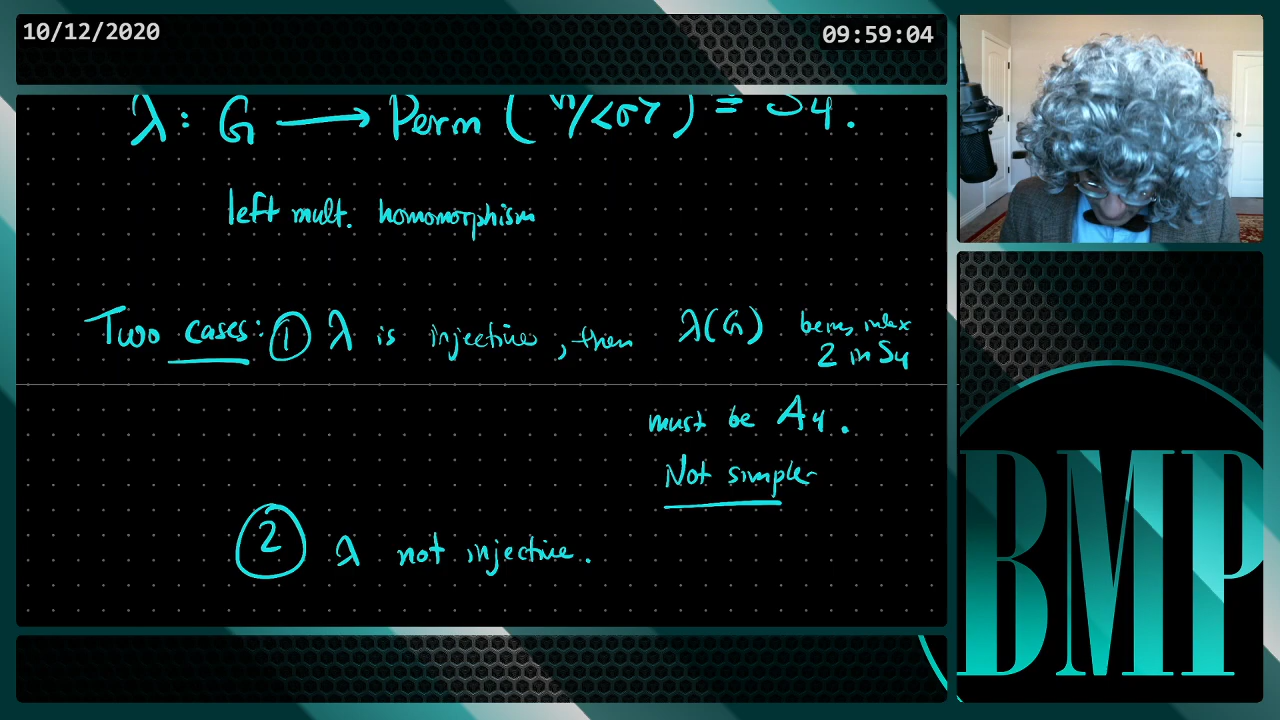 10/12/2020
09:59:04
λ: G ⟶ Perm ( G/<σ> ) ≅ S4.
left mult. homomorphism
Two cases: ① λ is injective, then λ(G) being index
2 in S4
must be A4.
Not simple
② λ not injective.
BMP